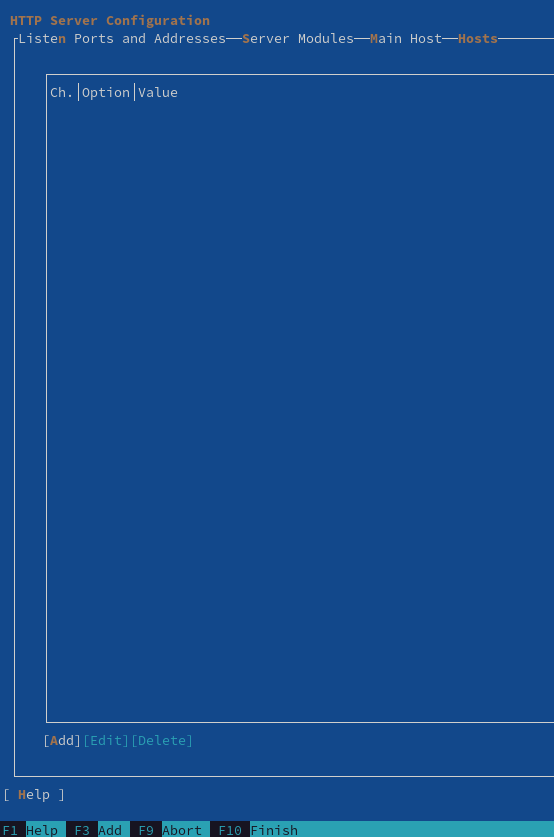 HTTP Server Configuration
Listen Ports and Addresses—Server Modules—Main Host—Hosts
Ch.|Option|Value
[Add][Edit][Delete]
[ Help ]
F1 Help F3 Add F9 Abort F10 Finish